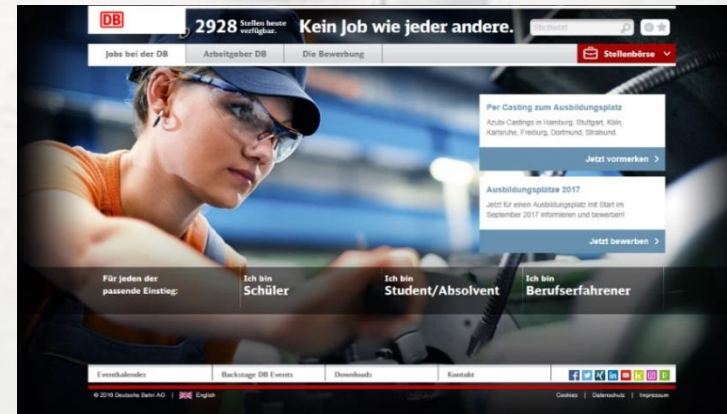 DB
2928 Stellen heute verfügbar.
Kein Job wie jeder andere.
Stichwort
Jobs bei der DB
Arbeitgeber DB
Die Bewerbung
Stellenbörse
Per Casting zum Ausbildungsplatz
Azubi-Castings in Hamburg, Stuttgart, Köln,
Karlsruhe, Freiburg, Dortmund, Stralsund.
Jetzt vormerken >
Ausbildungsplätze 2017
Jetzt für einen Ausbildungsplatz mit Start im
September 2017 informieren und bewerben!
Jetzt bewerben >
Für jeden der
passende Einstieg:
Ich bin
Schüler
Ich bin
Student/Absolvent
Ich bin
Berufserfahrener
Eventkalender
Backstage DB Events
Downloads
Kontakt
Deutsche Bahn AG | English
Cookies | Datenschutz | Impressum